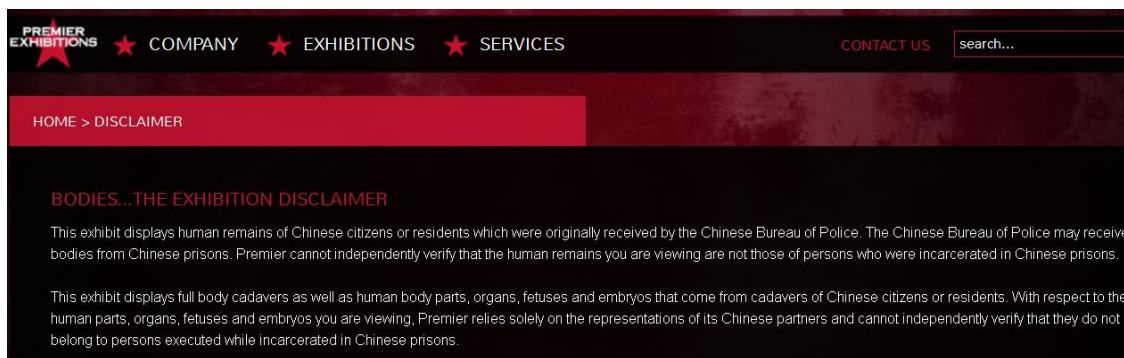 PREMIER
EXHIBITIONS
COMPANY
EXHIBITIONS
SERVICES
CONTACT US
search...
HOME > DISCLAIMER
BODIES...THE EXHIBITION DISCLAIMER
This exhibit displays human remains of Chinese citizens or residents which were originally received by the Chinese Bureau of Police. The Chinese Bureau of Police may receive
bodies from Chinese prisons. Premier cannot independently verify that the human remains you are viewing are not those of persons who were incarcerated in Chinese prisons.
This exhibit displays full body cadavers as well as human body parts, organs, fetuses and embryos that come from cadavers of Chinese citizens or residents. With respect to the
human parts, organs, fetuses and embryos you are viewing, Premier relies solely on the representations of its Chinese partners and cannot independently verify that they do not
belong to persons executed while incarcerated in Chinese prisons.